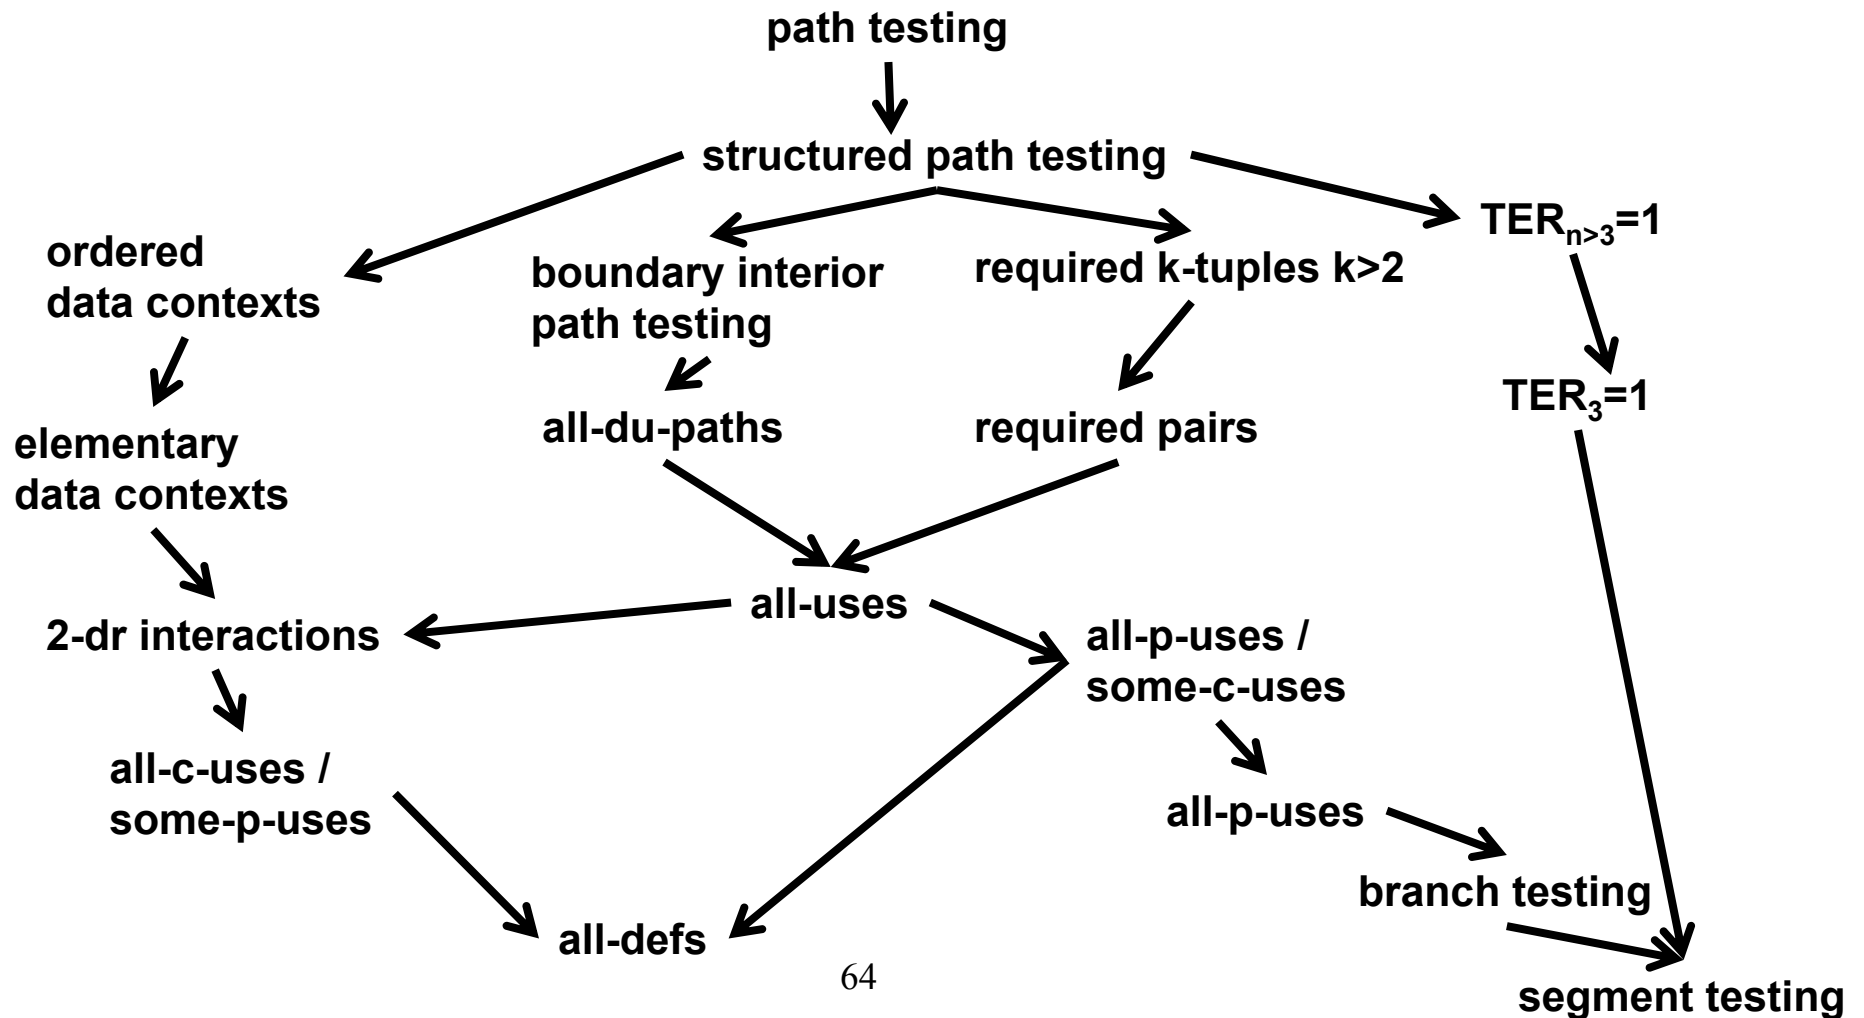 path testing
structured path testing
TERn>3=1
ordered
data contexts
boundary interior
path testing
required k-tuples k>2
TER3=1
elementary
data contexts
all-du-paths
required pairs
all-uses
2-dr interactions
all-p-uses /
some-c-uses
all-c-uses /
some-p-uses
all-p-uses
branch testing
all-defs
64
segment testing